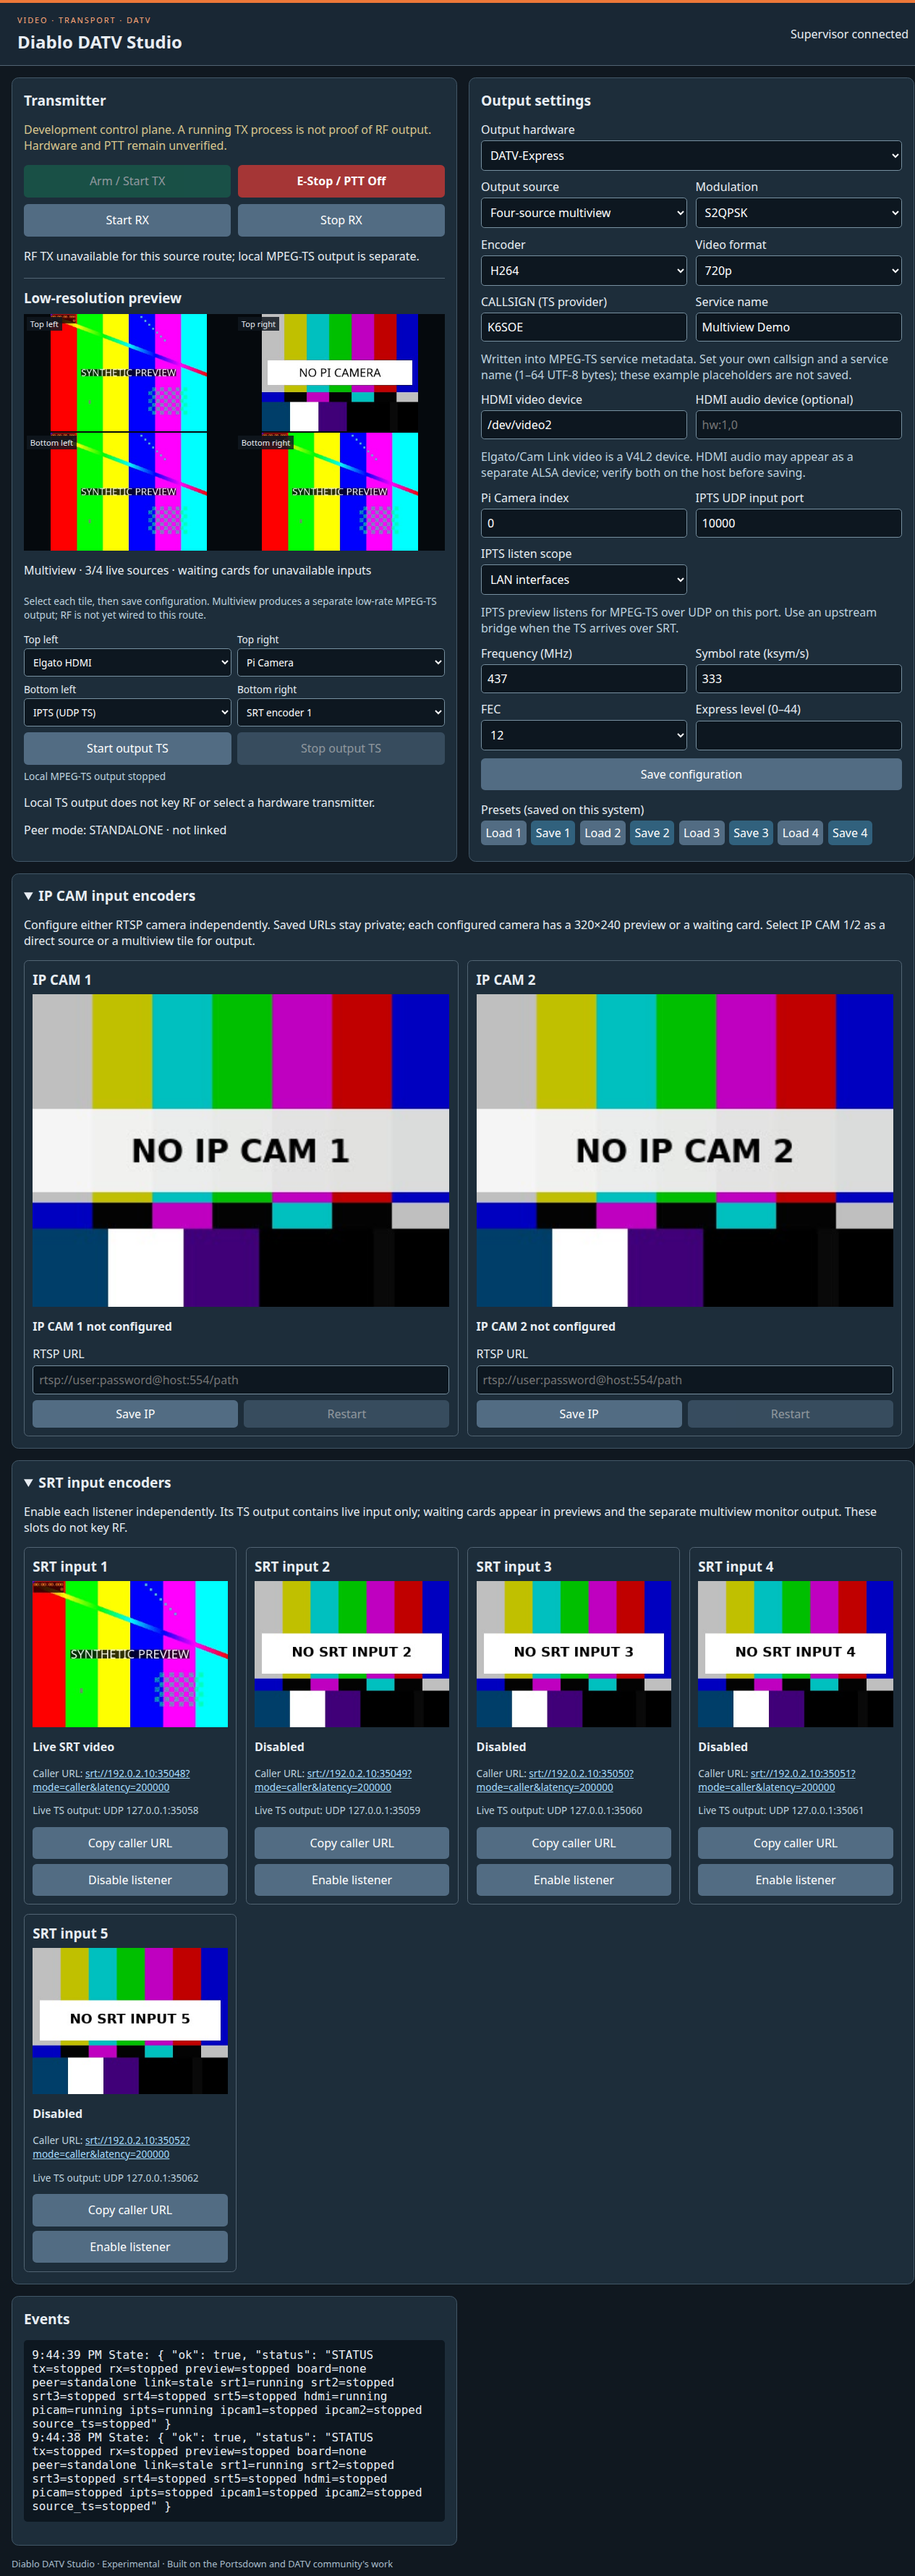 VIDEO · TRANSPORT · DATV
Diablo DATV Studio
Supervisor connected
Transmitter
Development control plane. A running TX process is not proof of RF output.
Hardware and PTT remain unverified.
Arm / Start TX
E-Stop / PTT Off
Start RX
Stop RX
RF TX unavailable for this source route; local MPEG-TS output is separate.
Low-resolution preview
Top left
SYNTHETIC PREVIEW
Top right
NO PI CAMERA
Bottom left
SYNTHETIC PREVIEW
Bottom right
SYNTHETIC PREVIEW
Multiview · 3/4 live sources · waiting cards for unavailable inputs
Select each tile, then save configuration. Multiview produces a separate low-rate MPEG-TS
output; RF is not yet wired to this route.
Top left
Top right
Elgato HDMI
Pi Camera
Bottom left
Bottom right
IPTS (UDP TS)
SRT encoder 1
Start output TS
Stop output TS
Local MPEG-TS output stopped
Local TS output does not key RF or select a hardware transmitter.
Peer mode: STANDALONE · not linked
Output settings
Output hardware
DATV-Express
Output source
Modulation
Four-source multiview
S2QPSK
Encoder
Video format
H264
720p
CALLSIGN (TS provider)
Service name
K6SOE
Multiview Demo
Written into MPEG-TS service metadata. Set your own callsign and a service
name (1–64 UTF-8 bytes); these example placeholders are not saved.
HDMI video device
HDMI audio device (optional)
/dev/video2
hw:1,0
Elgato/Cam Link video is a V4L2 device. HDMI audio may appear as a
separate ALSA device; verify both on the host before saving.
Pi Camera index
IPTS UDP input port
0
10000
IPTS listen scope
LAN interfaces
IPTS preview listens for MPEG-TS over UDP on this port. Use an upstream
bridge when the TS arrives over SRT.
Frequency (MHz)
Symbol rate (ksym/s)
437
333
FEC
Express level (0–44)
12
Save configuration
Presets (saved on this system)
Load 1
Save 1
Load 2
Save 2
Load 3
Save 3
Load 4
Save 4
▼ IP CAM input encoders
Configure either RTSP camera independently. Saved URLs stay private; each configured camera has a 320×240 preview or a waiting card. Select IP CAM 1/2 as a
direct source or a multiview tile for output.
IP CAM 1
NO IP CAM 1
IP CAM 1 not configured
RTSP URL
rtsp://user:password@host:554/path
Save IP
Restart
IP CAM 2
NO IP CAM 2
IP CAM 2 not configured
RTSP URL
rtsp://user:password@host:554/path
Save IP
Restart
▼ SRT input encoders
Enable each listener independently. Its TS output contains live input only; waiting cards appear in previews and the separate multiview monitor output. These
slots do not key RF.
SRT input 1
SYNTHETIC PREVIEW
Live SRT video
Caller URL: srt://192.0.2.10:35048?
mode=caller&latency=200000
Live TS output: UDP 127.0.0.1:35058
Copy caller URL
Disable listener
SRT input 2
NO SRT INPUT 2
Disabled
Caller URL: srt://192.0.2.10:35049?
mode=caller&latency=200000
Live TS output: UDP 127.0.0.1:35059
Copy caller URL
Enable listener
SRT input 3
NO SRT INPUT 3
Disabled
Caller URL: srt://192.0.2.10:35050?
mode=caller&latency=200000
Live TS output: UDP 127.0.0.1:35060
Copy caller URL
Enable listener
SRT input 4
NO SRT INPUT 4
Disabled
Caller URL: srt://192.0.2.10:35051?
mode=caller&latency=200000
Live TS output: UDP 127.0.0.1:35061
Copy caller URL
Enable listener
SRT input 5
NO SRT INPUT 5
Disabled
Caller URL: srt://192.0.2.10:35052?
mode=caller&latency=200000
Live TS output: UDP 127.0.0.1:35062
Copy caller URL
Enable listener
Events
9:44:39 PM State: { "ok": true, "status": "STATUS
tx=stopped rx=stopped preview=stopped board=none
peer=standalone link=stale srt1=running srt2=stopped
srt3=stopped srt4=stopped srt5=stopped hdmi=running
picam=running ipts=running ipcam1=stopped ipcam2=stopped
source_ts=stopped" }
9:44:38 PM State: { "ok": true, "status": "STATUS
tx=stopped rx=stopped preview=stopped board=none
peer=standalone link=stale srt1=running srt2=stopped
srt3=stopped srt4=stopped srt5=stopped hdmi=stopped
picam=stopped ipts=stopped ipcam1=stopped ipcam2=stopped
source_ts=stopped" }
Diablo DATV Studio · Experimental · Built on the Portsdown and DATV community's work